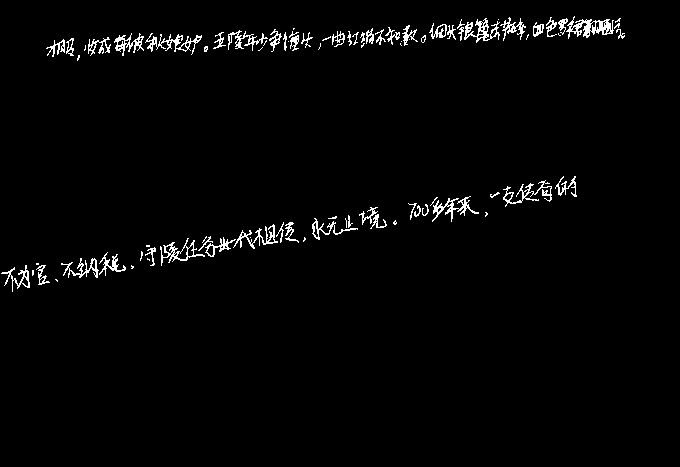 才服，妆成每被秋娘妒。五陵年少争缠头，一曲红绡不知数。钿头银篦击节碎，血色罗裙翻酒污。
不为官、不纳税，守陵任务世代相传，永无止境。700多年来，一支传奇的